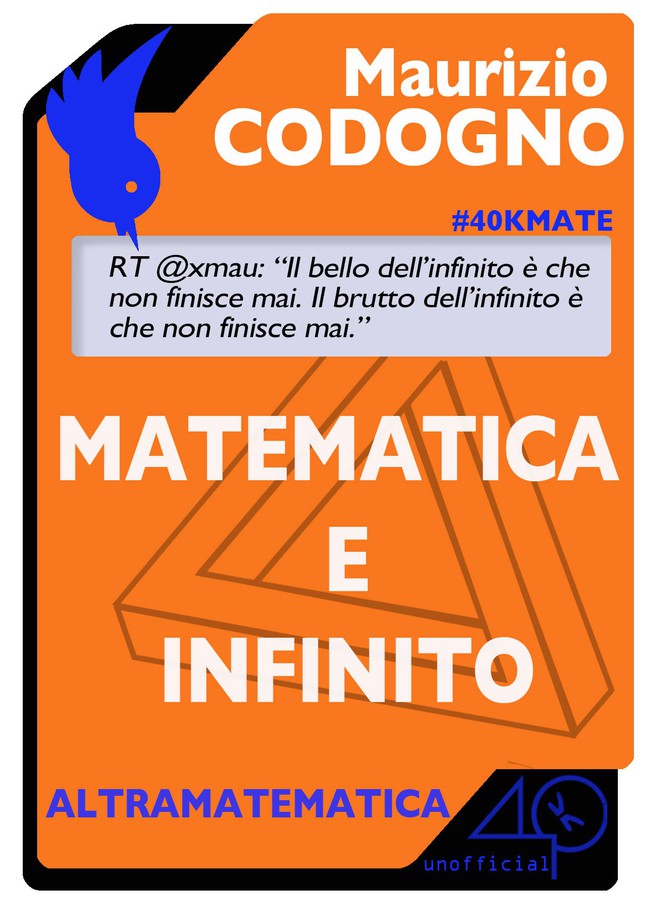 Maurizio
CODOGNO
#40KMATE
RT @xmau: “Il bello dell’infinito è che
non finisce mai. Il brutto dell’infinito è
che non finisce mai.”
MATEMATICA
E
INFINITO
ALTRAMATEMATICA
40K
unofficial